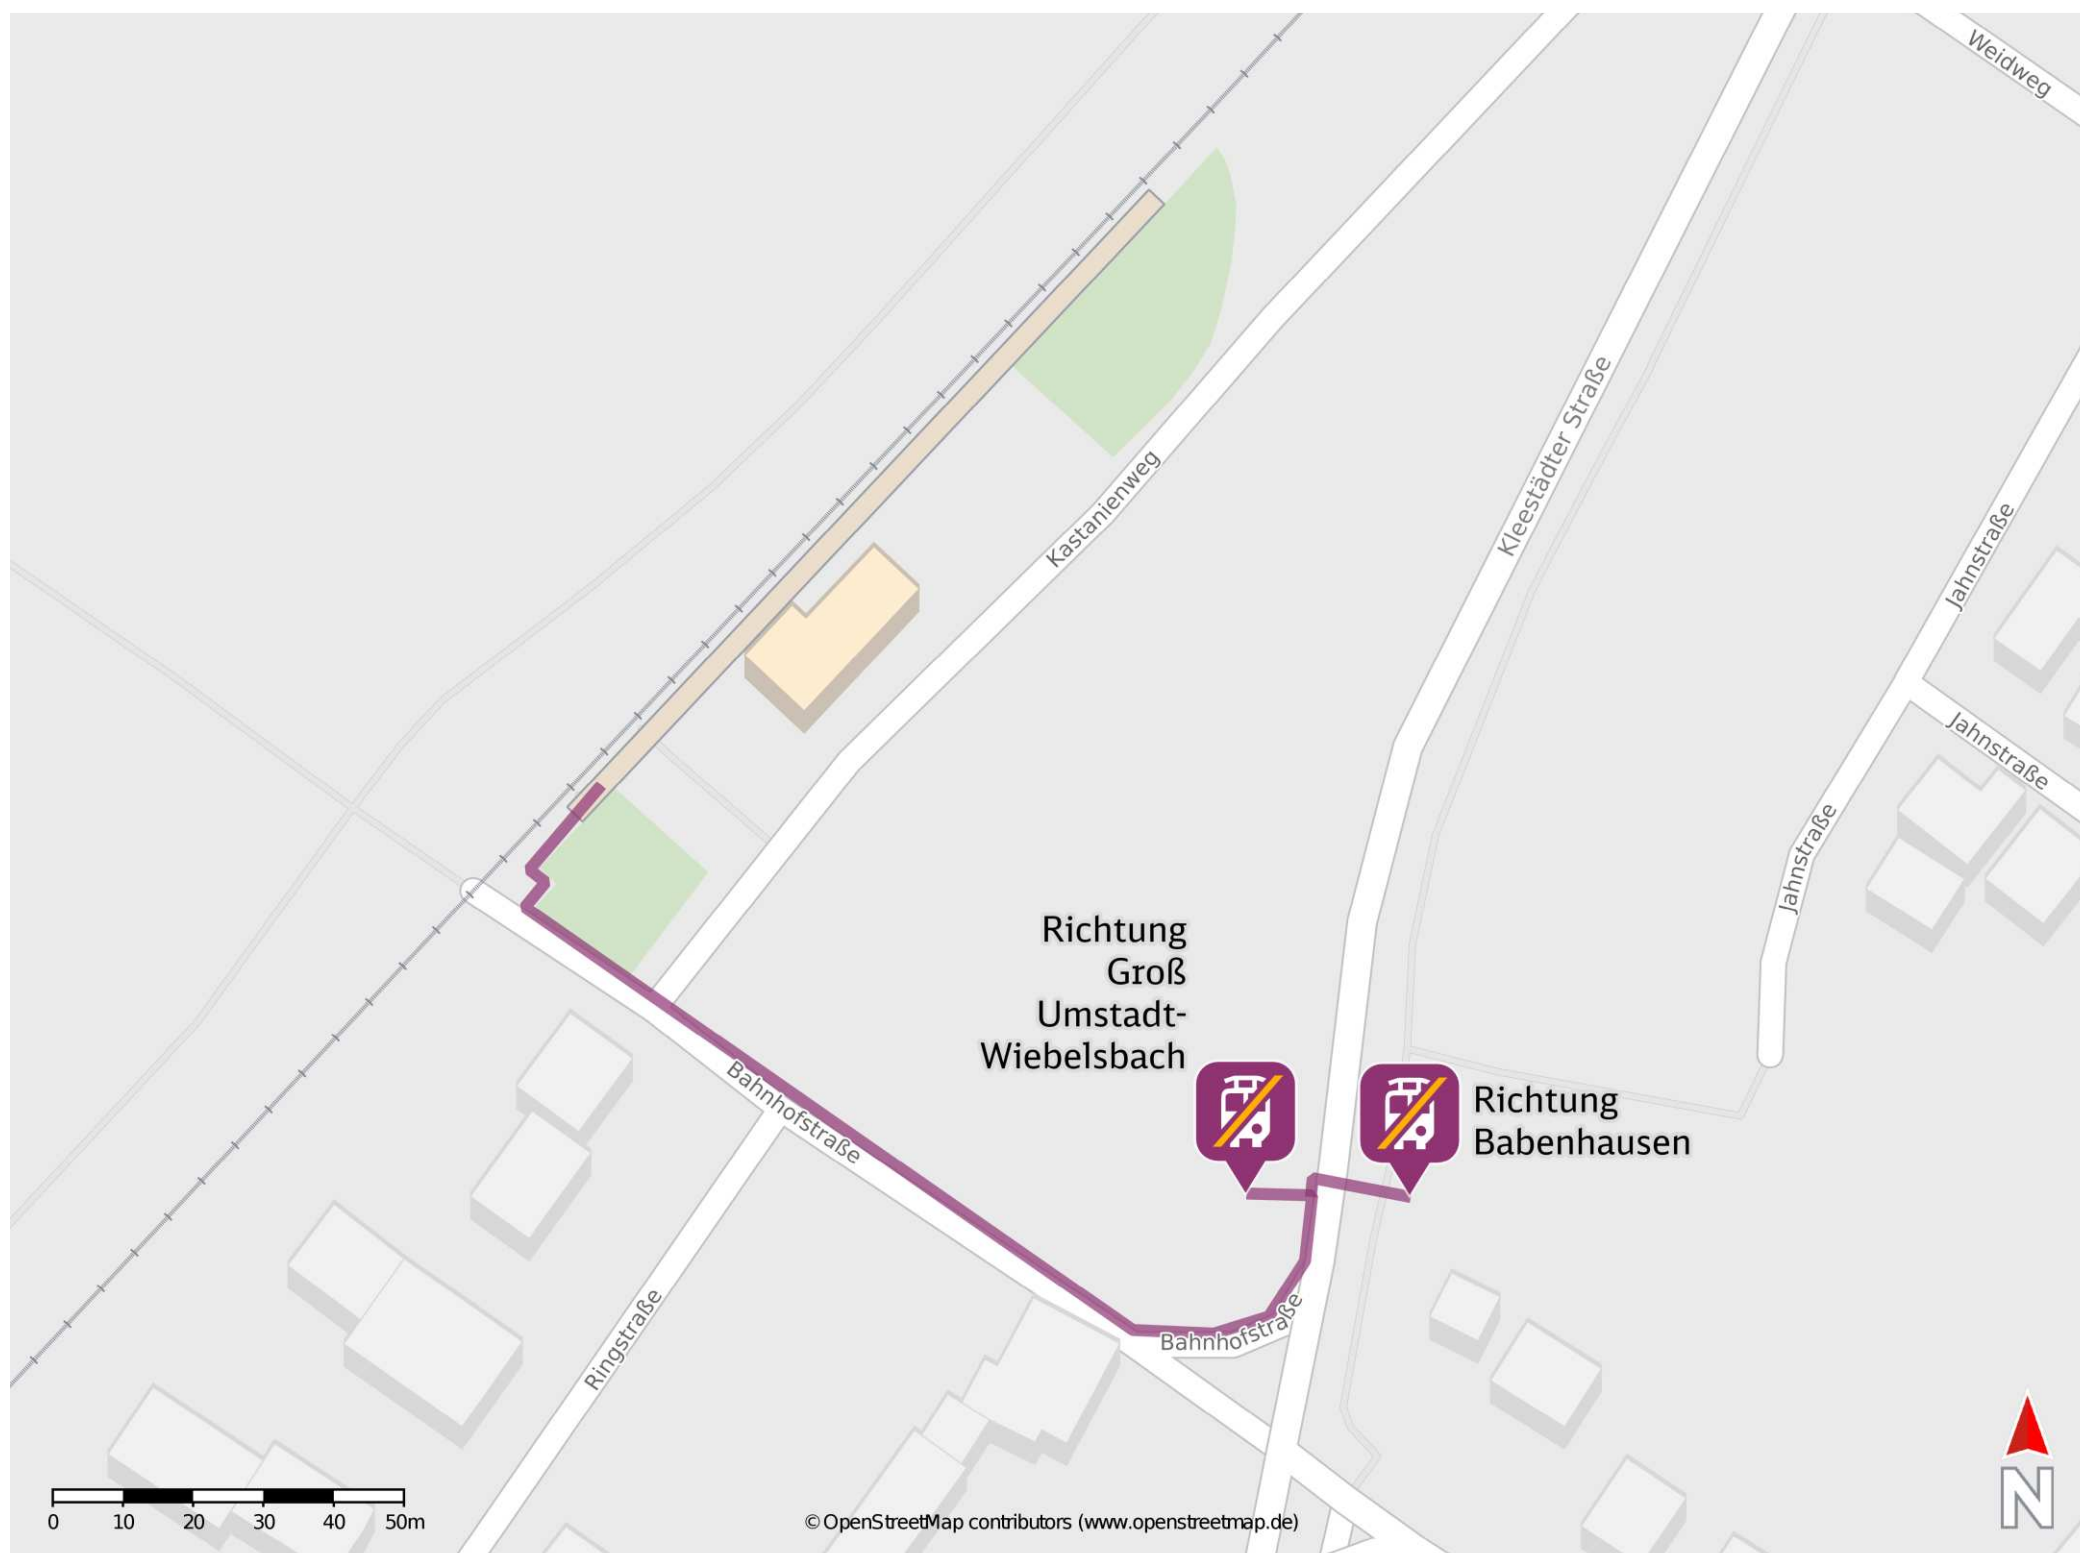 Weidweg
Kleestädter Straße
Kastanienweg
Jahnstraße
Jahnstraße
Jahnstraße
Richtung
Groß
Umstadt-
Wiebelsbach
Richtung
Babenhausen
Bahnhofstraße
Bahnhofstraße
Ringstraße
0 10 20 30 40 50m
© OpenStreetMap contributors (www.openstreetmap.de)
N